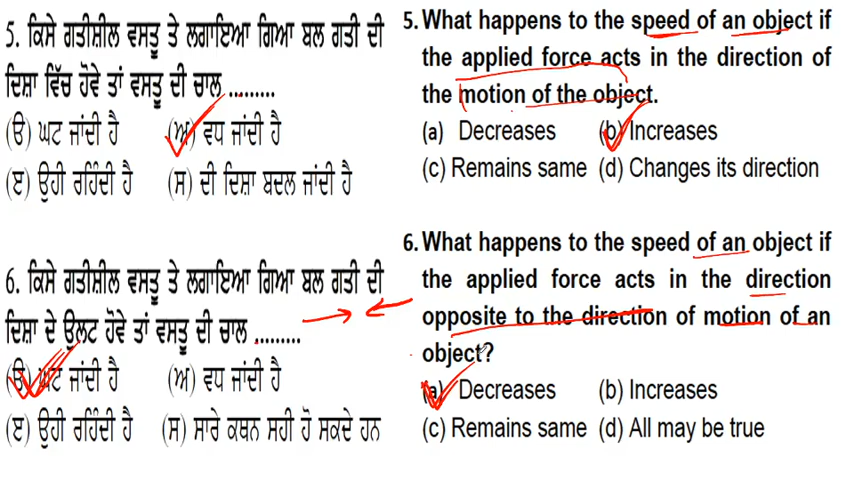 5. ਕਿਸੇ ਗਤੀਸ਼ੀਲ ਵਸਤੂ ਤੇ ਲਗਾਇਆ ਗਿਆ ਬਲ ਗਤੀ ਦੀ
ਦਿਸ਼ਾ ਵਿੱਚ ਹੋਵੇ ਤਾਂ ਵਸਤੂ ਦੀ ਚਾਲ .........
(ੳ) ਘਟ ਜਾਂਦੀ ਹੈ (ਅ) ਵਧ ਜਾਂਦੀ ਹੈ
(ੲ) ਉਹੀ ਰਹਿੰਦੀ ਹੈ (ਸ) ਦੀ ਦਿਸ਼ਾ ਬਦਲ ਜਾਂਦੀ ਹੈ
6. ਕਿਸੇ ਗਤੀਸ਼ੀਲ ਵਸਤੂ ਤੇ ਲਗਾਇਆ ਗਿਆ ਬਲ ਗਤੀ ਦੀ
ਦਿਸ਼ਾ ਦੇ ਉਲਟ ਹੋਵੇ ਤਾਂ ਵਸਤੂ ਦੀ ਚਾਲ .........
(ੳ) ਘਟ ਜਾਂਦੀ ਹੈ (ਅ) ਵਧ ਜਾਂਦੀ ਹੈ
(ੲ) ਉਹੀ ਰਹਿੰਦੀ ਹੈ (ਸ) ਸਾਰੇ ਕਥਨ ਸਹੀ ਹੋ ਸਕਦੇ ਹਨ
5. What happens to the speed of an object if
the applied force acts in the direction of
the motion of the object.
(a) Decreases (b) Increases
(c) Remains same (d) Changes its direction
6. What happens to the speed of an object if
the applied force acts in the direction
opposite to the direction of motion of an
object?
(a) Decreases (b) Increases
(c) Remains same (d) All may be true